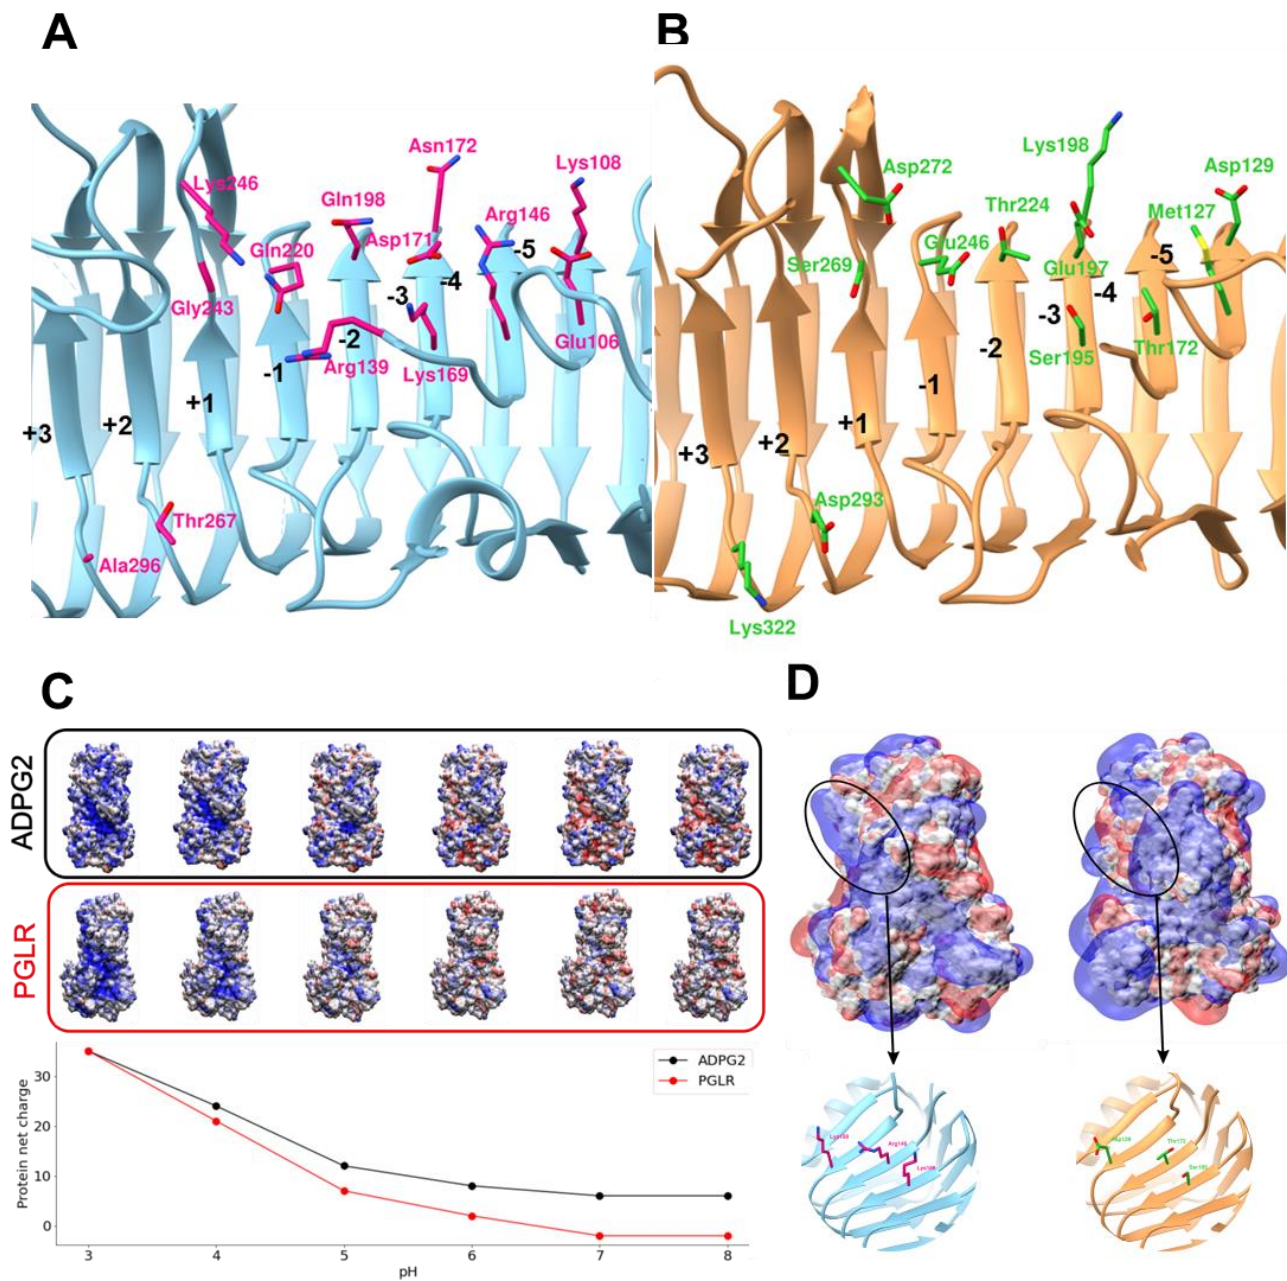 A
Asn172
Lys108
Lys246
Gln198
Arg146
Gln220
Asp171
-5
-4
-3
Gly243
-2
Glu106
-1
Arg139
Lys169
+1
+2
+3
Thr267
Ala296
B
Lys198
Asp272
Asp129
Thr224
Met127
Glu246
Ser269
Glu197
-5
-4
-3
Ser195
Thr172
-2
-1
+1
+2
+3
Asp293
Lys322
C
ADPG2
PGLR
Protein net charge
30
20
10
0
3 4 5 6 7 8
pH
ADPG2
PGLR
D
Arg146
Asp129
Thr172